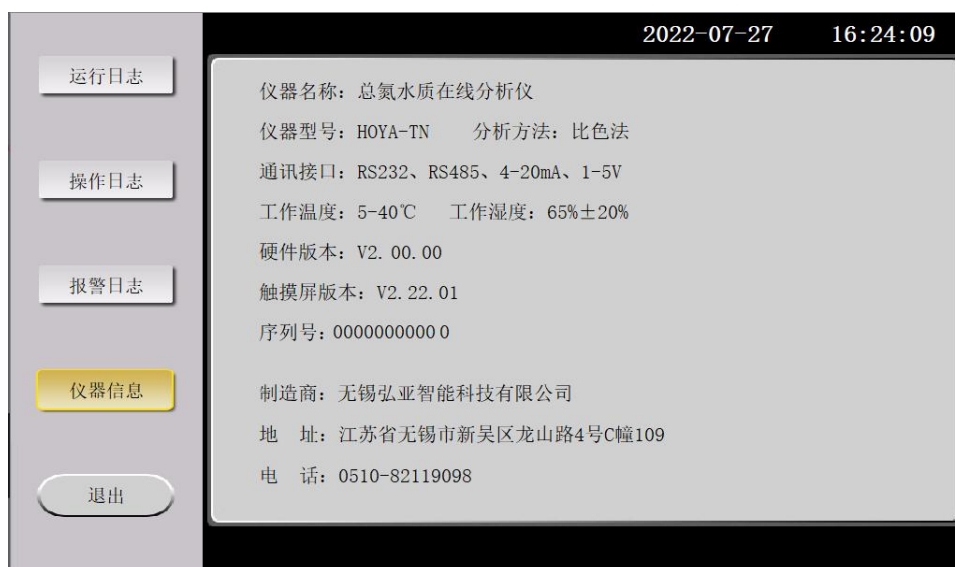 2022-07-27 16:24:09
运行日志
操作日志
报警日志
仪器信息
退出
仪器名称：总氮水质在线分析仪
仪器型号：HOYA-TN 分析方法：比色法
通讯接口：RS232、RS485、4-20mA、1-5V
工作温度：5-40℃ 工作湿度：65%±20%
硬件版本：V2.00.00
触摸屏版本：V2.22.01
序列号：00000000000
制造商：无锡弘亚智能科技有限公司
地 址：江苏省无锡市新吴区龙山路4号C幢109
电 话：0510-82119098